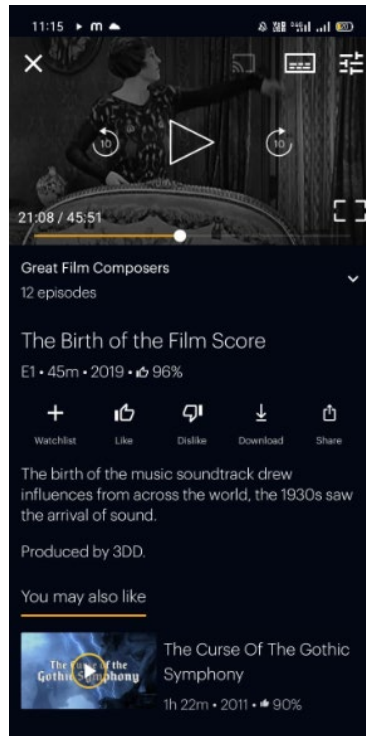 11:15
10
10
21:08 / 45:51
Great Film Composers
12 episodes
The Birth of the Film Score
E1 • 45m • 2019 • 96%
Watchlist Like Dislike Download Share
The birth of the music soundtrack drew
influences from across the world, the 1930s saw
the arrival of sound.
Produced by 3DD.
You may also like
The Curse of the
Gothic Symphony
The Curse Of The Gothic
Symphony
1h 22m • 2011 • 90%